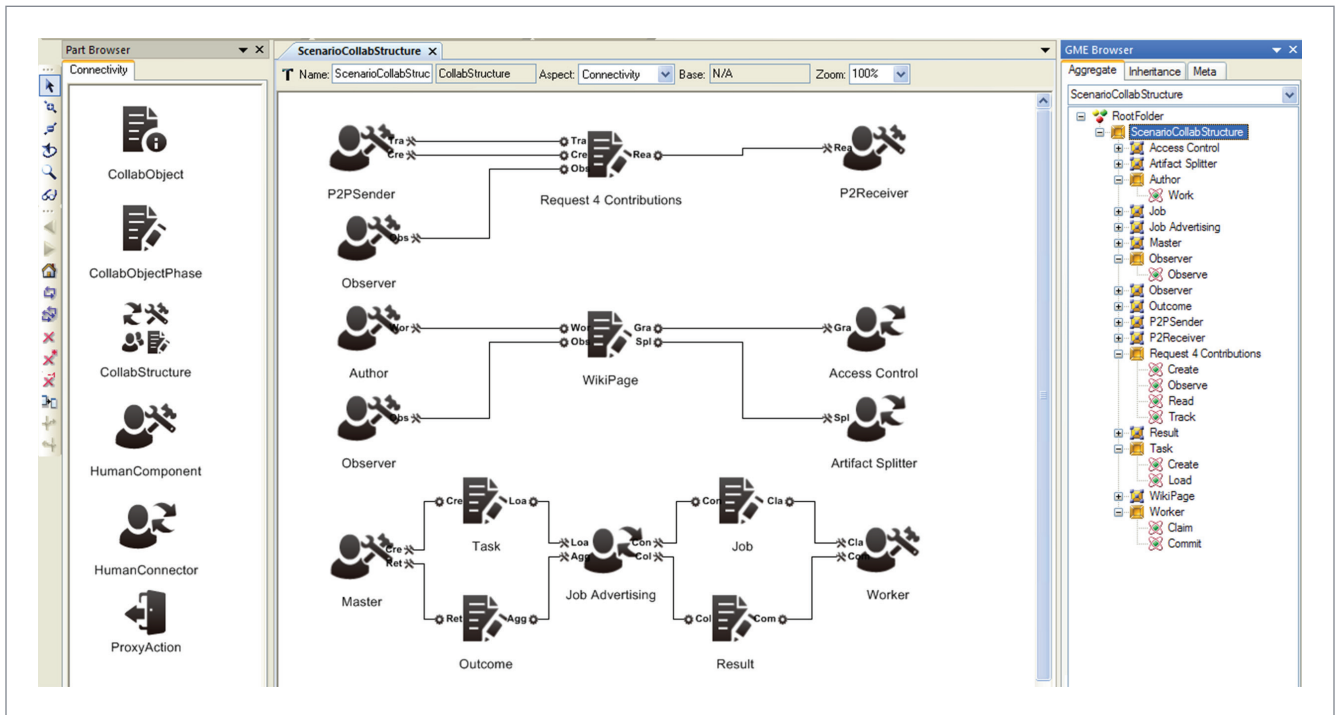 Part Browser
Connectivity
CollabObject
CollabObjectPhase
CollabStructure
HumanComponent
HumanConnector
ProxyAction
ScenarioCollabStructure
Name: ScenarioCollabStruc CollabStructure Aspect: Connectivity Base: N/A Zoom: 100%
Tra Tra
Cre Cre Rea Rea
Obs
P2PSender Request 4 Contributions P2Receiver
Obs
Observer
Wor Wor Gra Gra
Obs Spl
Author WikiPage Access Control
Obs Spl
Observer Artifact Splitter
Cre Loa Con Cla
Task Job
Cre Loa Con Cla
Ret Agg Col Com
Master Job Advertising Worker
Ret Agg Col Com
Outcome Result
GME Browser
Aggregate Inheritance Meta
ScenarioCollabStructure
RootFolder
ScenarioCollabStructure
Access Control
Artifact Splitter
Author
Work
Job
Job Advertising
Master
Observer
Observe
Observer
Outcome
P2PSender
P2Receiver
Request 4 Contributions
Create
Observe
Read
Track
Result
Task
Create
Load
WikiPage
Worker
Claim
Commit